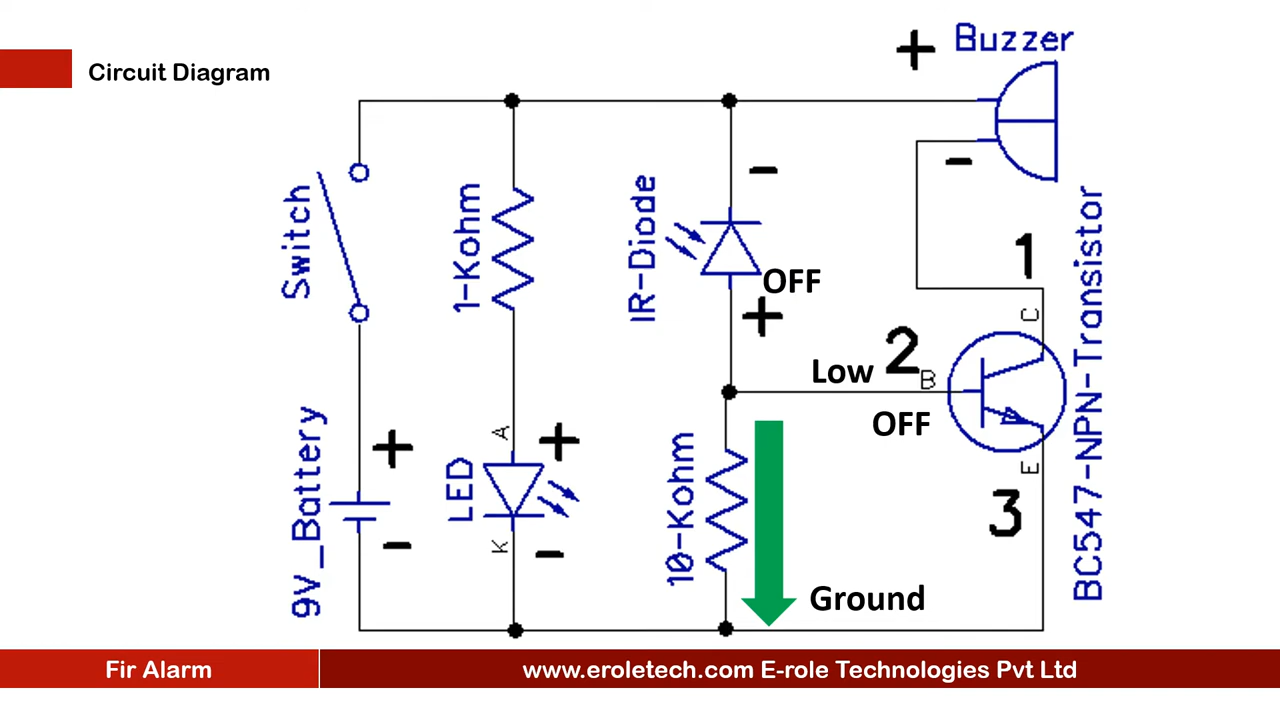 Circuit Diagram
+ Buzzer
-
Switch
1-Kohm
IR-Diode
-
OFF
+
1
C
Low
2
B
OFF
BC547-NPN-Transistor
9V_Battery
+
-
LED
A
+
K
-
10-Kohm
E
3
Ground
Fir Alarm
www.eroletech.com E-role Technologies Pvt Ltd